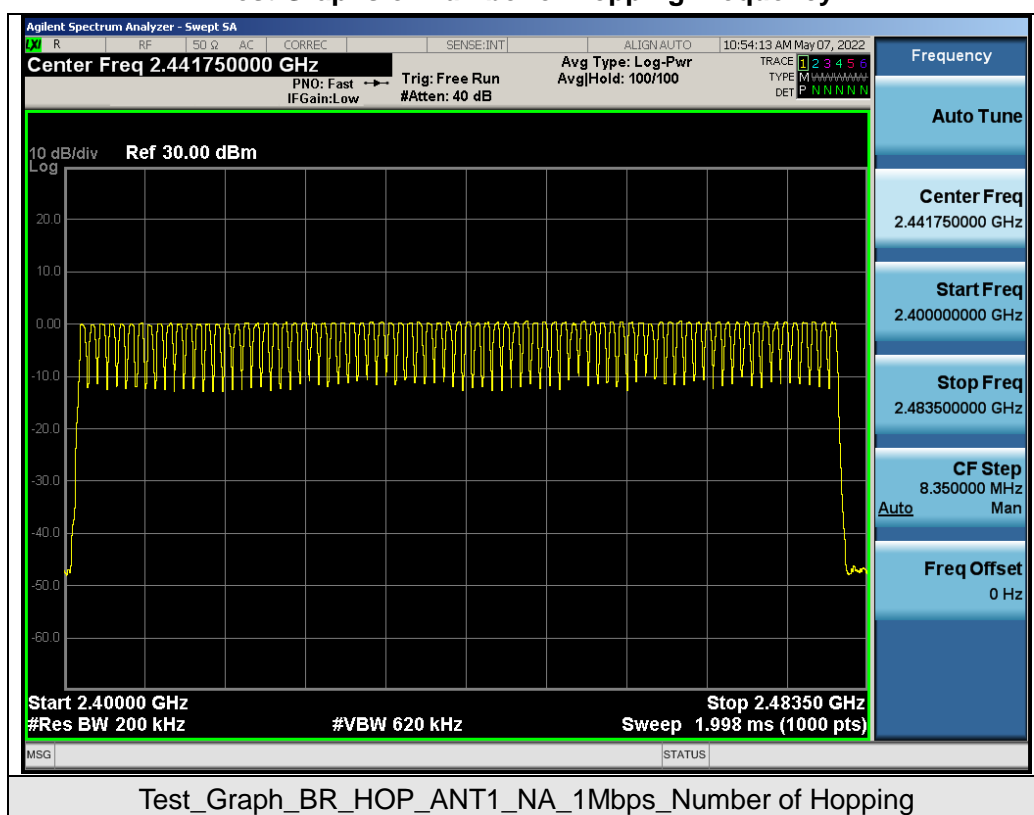 Agilent Spectrum Analyzer - Swept SA
LXI R RF 50 Ω AC CORREC SENSE:INT ALIGN AUTO 10:54:13 AM May 07, 2022
Center Freq 2.441750000 GHz
PNO: Fast
IFGain:Low
Trig: Free Run
#Atten: 40 dB
Avg Type: Log-Pwr
Avg|Hold: 100/100
TRACE 1 2 3 4 5 6
TYPE M
DET P N N N N N
10 dB/div Ref 30.00 dBm
Log
20.0
10.0
0.00
-10.0
-20.0
-30.0
-40.0
-50.0
-60.0
Start 2.40000 GHz Stop 2.48350 GHz
#Res BW 200 kHz #VBW 620 kHz Sweep 1.998 ms (1000 pts)
MSG STATUS
Frequency
Auto Tune
Center Freq
2.441750000 GHz
Start Freq
2.400000000 GHz
Stop Freq
2.483500000 GHz
CF Step
8.350000 MHz
Auto Man
Freq Offset
0 Hz
Test_Graph_BR_HOP_ANT1_NA_1Mbps_Number of Hopping